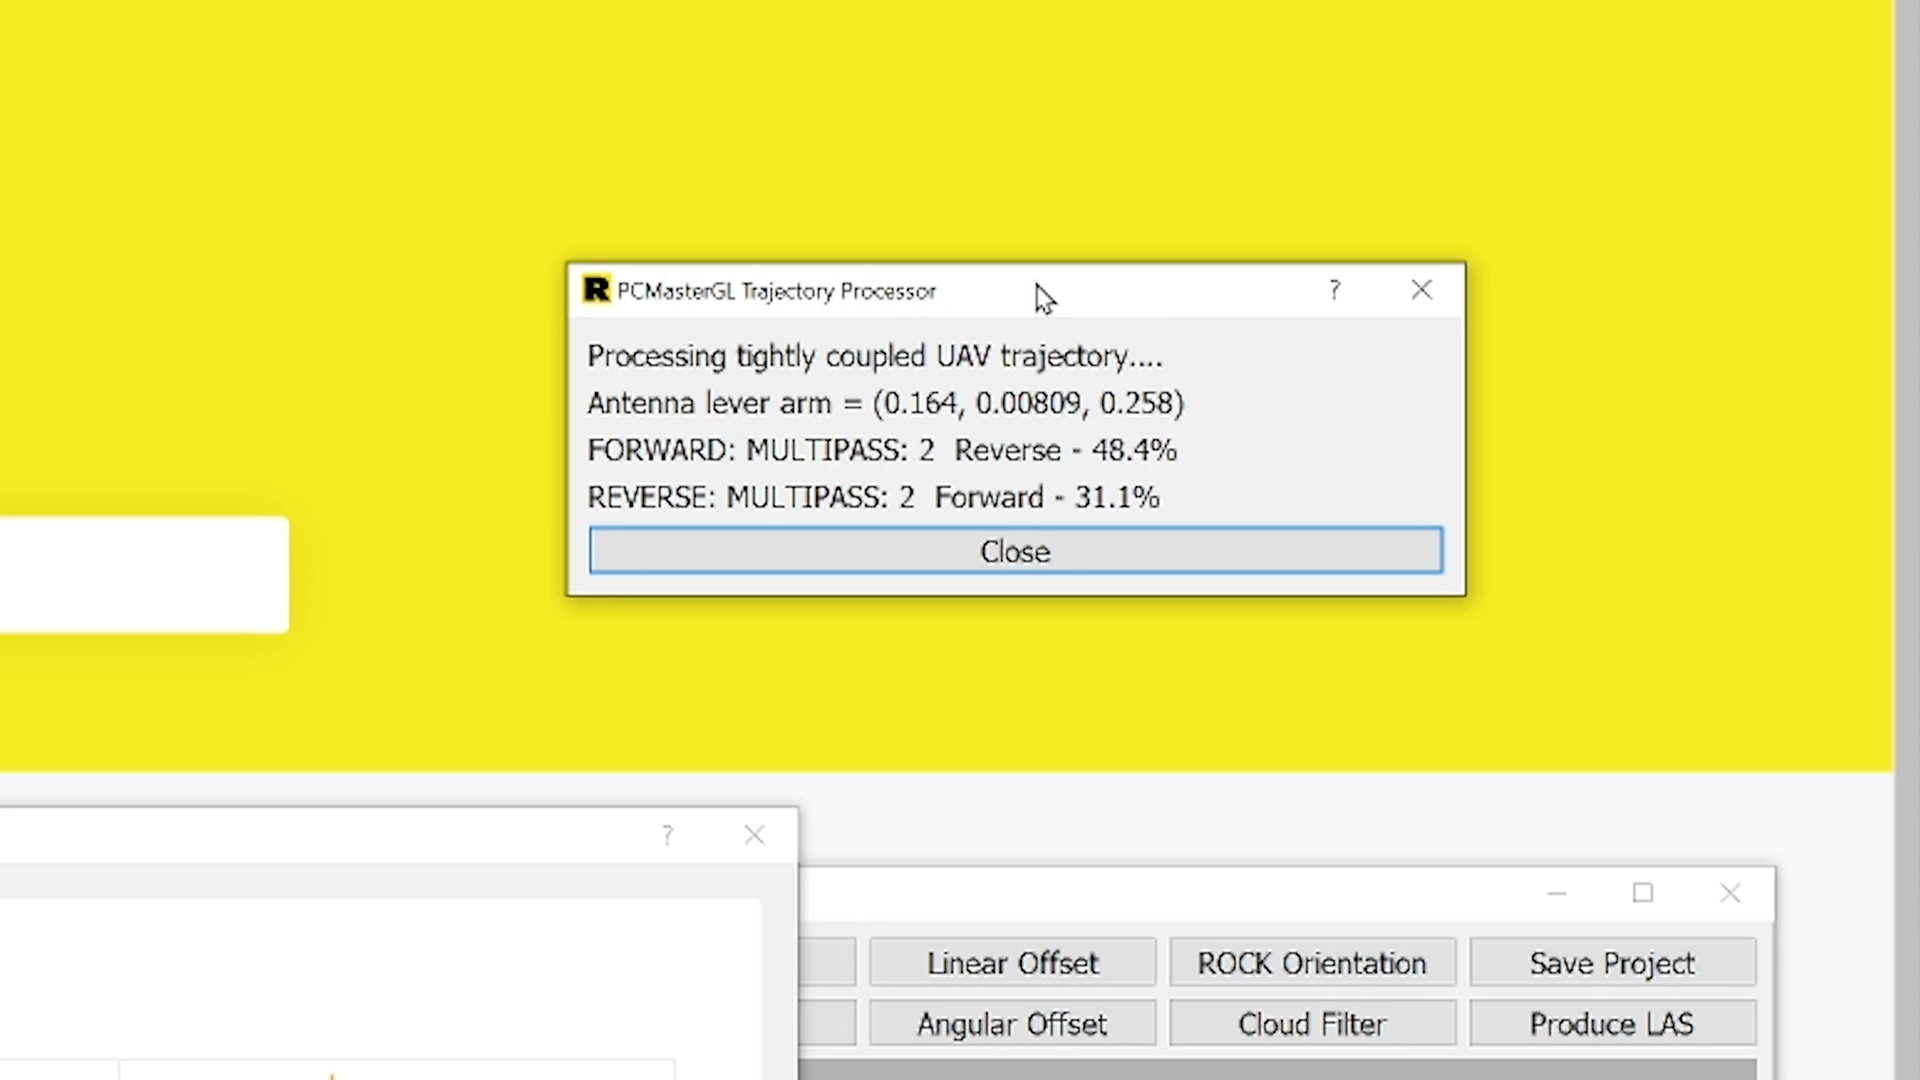 R PCMasterGL Trajectory Processor ?
Processing tightly coupled UAV trajectory....
Antenna lever arm = (0.164, 0.00809, 0.258)
FORWARD: MULTIPASS: 2 Reverse - 48.4%
REVERSE: MULTIPASS: 2 Forward - 31.1%
Close
?
Linear Offset ROCK Orientation Save Project
Angular Offset Cloud Filter Produce LAS